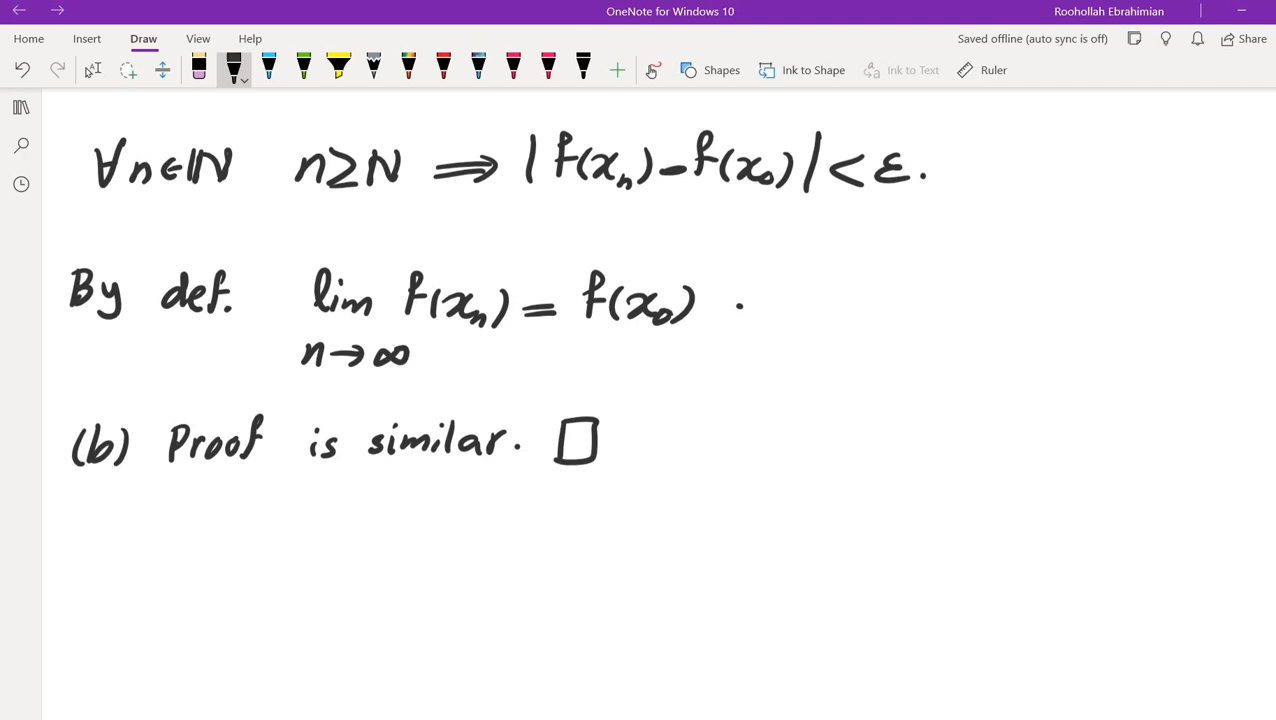 OneNote for Windows 10
Roohollah Ebrahimian
Home Insert Draw View Help
Saved offline (auto sync is off) Share
Shapes Ink to Shape Ink to Text Ruler
∀n∈ℕ n≥N ⟹ |f(xₙ)-f(x₀)|<ε.
By def. lim f(xₙ) = f(x₀) .
n→∞
(b) Proof is similar. □